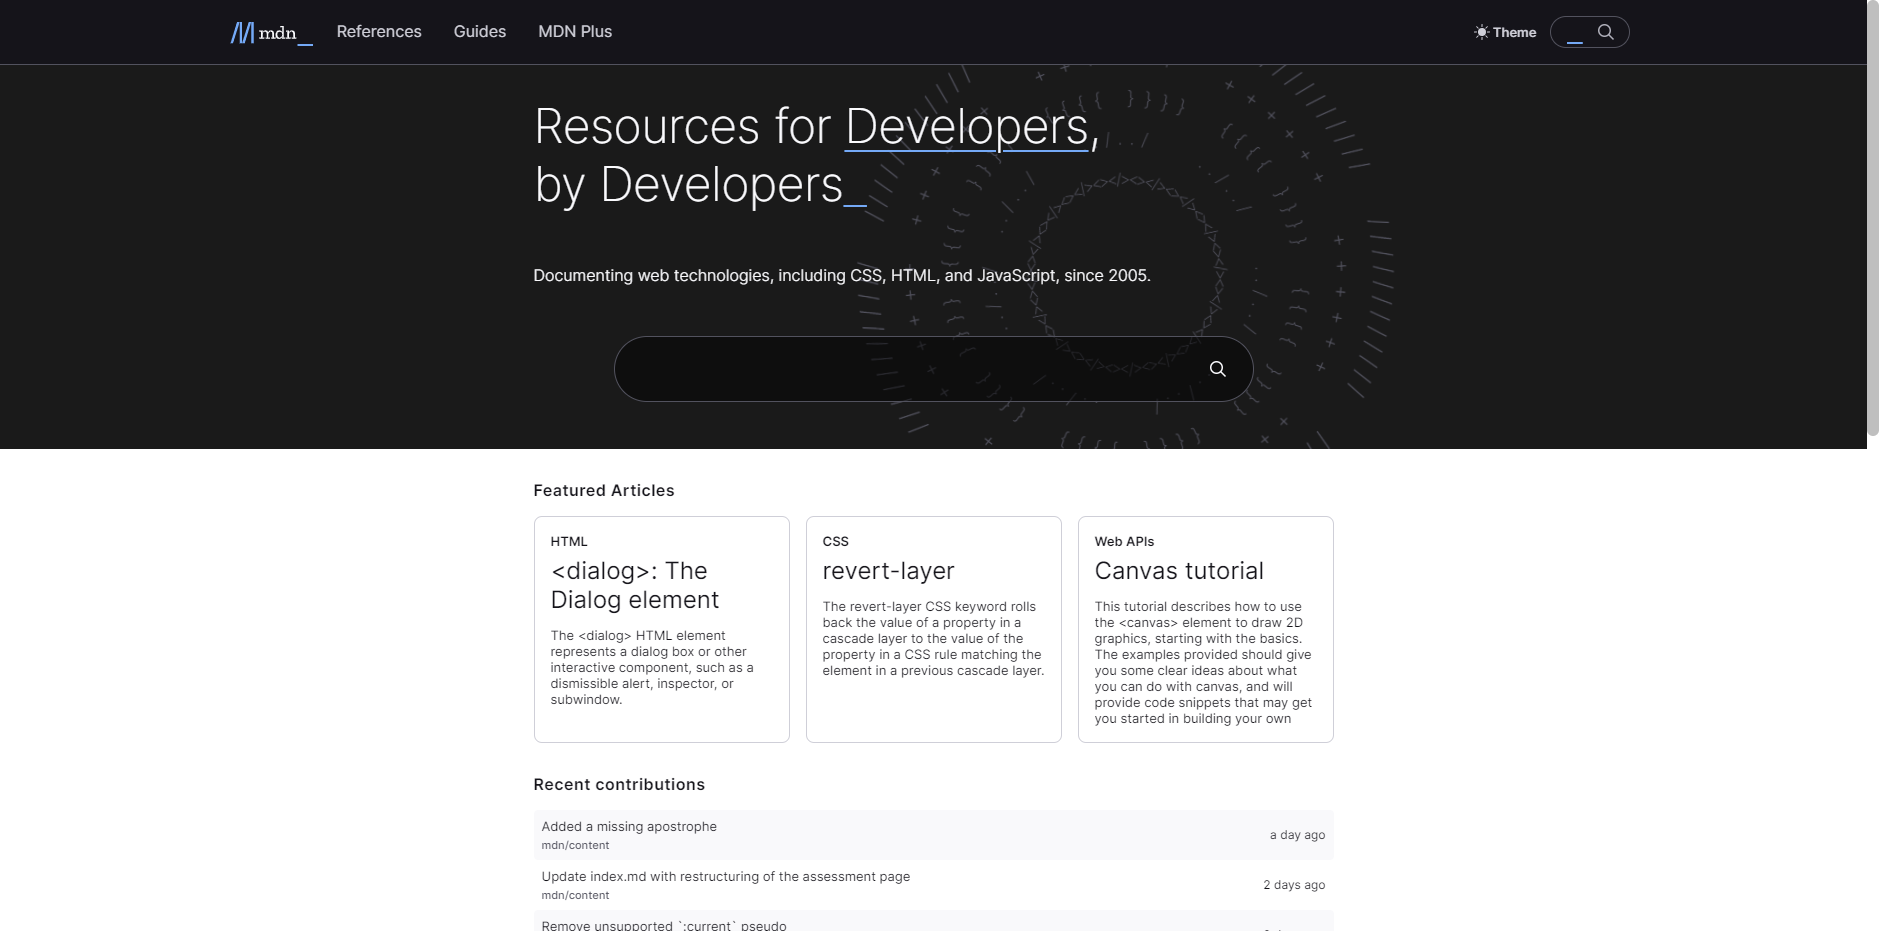 mdn_
References
Guides
MDN Plus
Theme
Resources for Developers,
by Developers_
Documenting web technologies, including CSS, HTML, and JavaScript, since 2005.
Featured Articles
HTML
<dialog>: The
Dialog element
The <dialog> HTML element
represents a dialog box or other
interactive component, such as a
dismissible alert, inspector, or
subwindow.
CSS
revert-layer
The revert-layer CSS keyword rolls
back the value of a property in a
cascade layer to the value of the
property in a CSS rule matching the
element in a previous cascade layer.
Web APIs
Canvas tutorial
This tutorial describes how to use
the <canvas> element to draw 2D
graphics, starting with the basics.
The examples provided should give
you some clear ideas about what
you can do with canvas, and will
provide code snippets that may get
you started in building your own
Recent contributions
Added a missing apostrophe
mdn/content
a day ago
Update index.md with restructuring of the assessment page
mdn/content
2 days ago
Remove unsupported `:current` pseudo